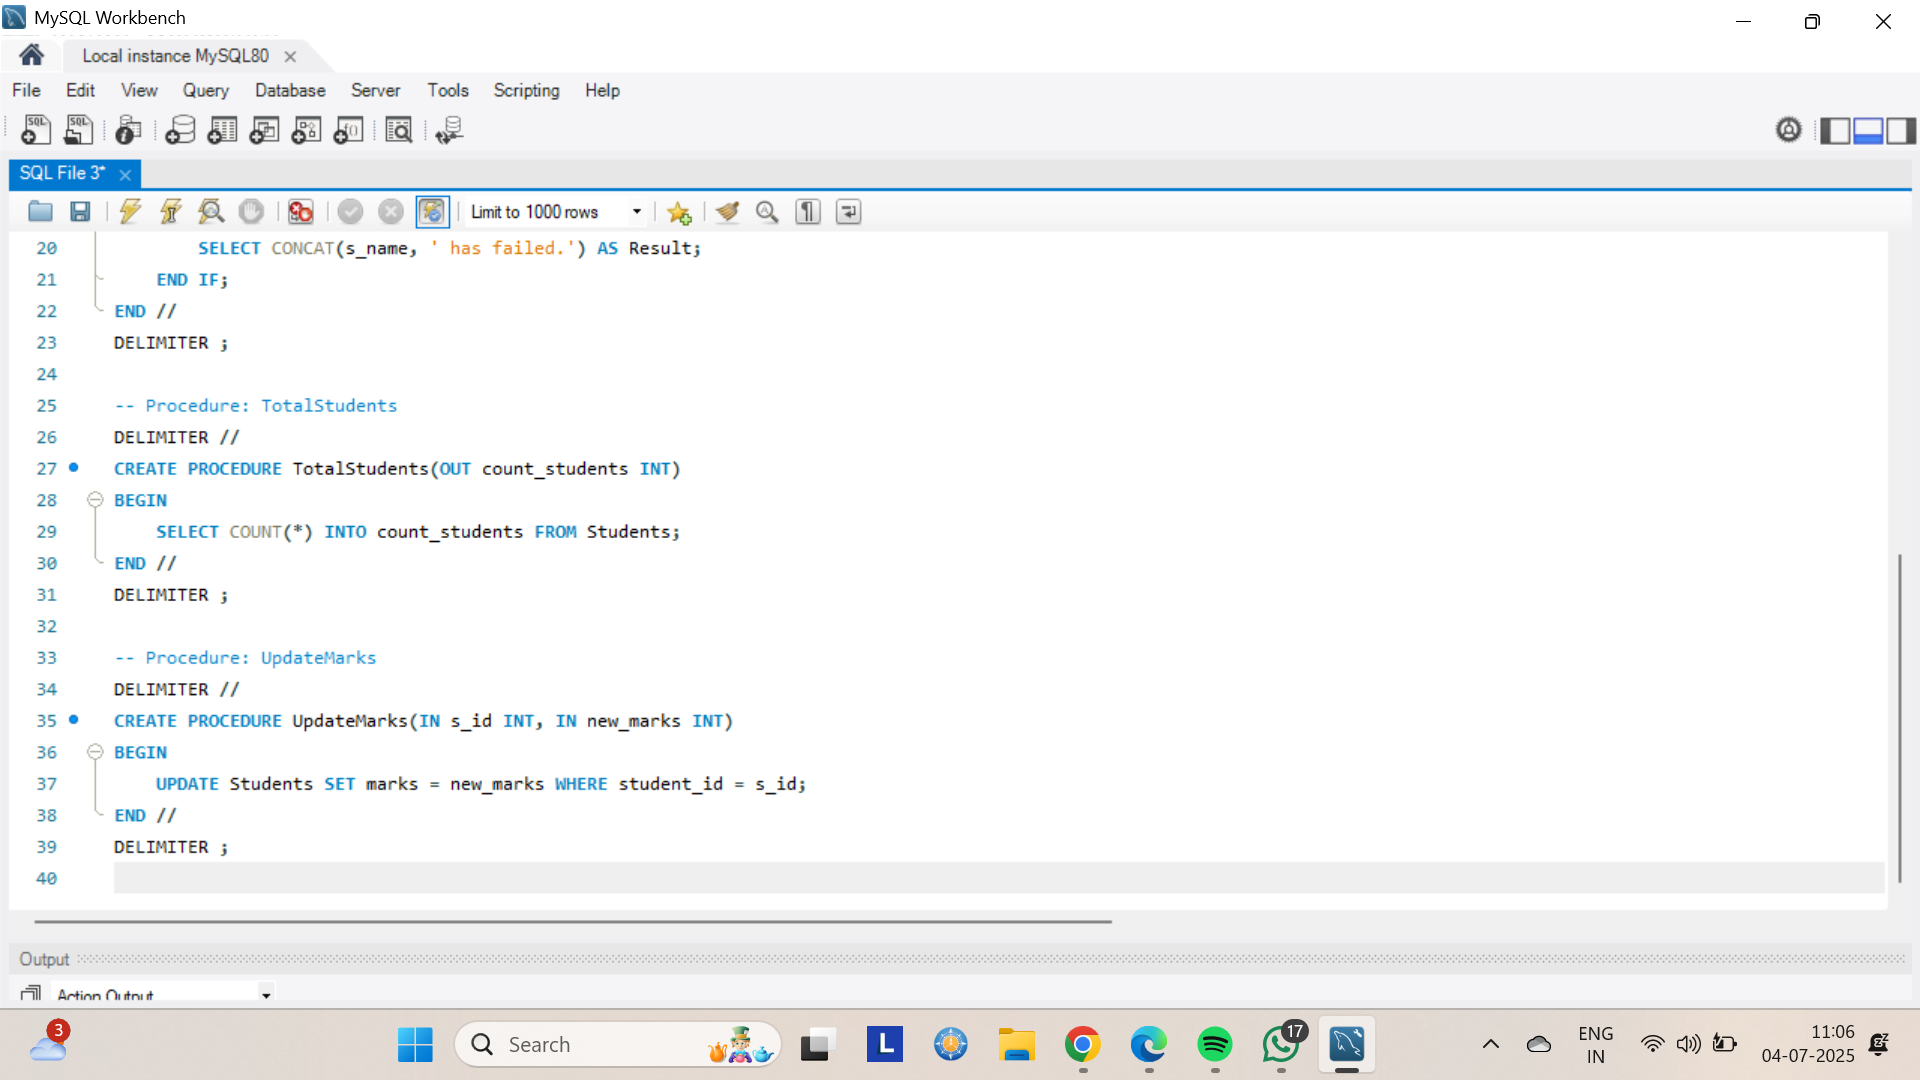 MySQL Workbench
Local instance MySQL80
File Edit View Query Database Server Tools Scripting Help
SQL File 3*
Limit to 1000 rows
20 SELECT CONCAT(s_name, ' has failed.') AS Result;
21 END IF;
22 END //
23 DELIMITER ;
24
25 -- Procedure: TotalStudents
26 DELIMITER //
27 CREATE PROCEDURE TotalStudents(OUT count_students INT)
28 BEGIN
29 SELECT COUNT(*) INTO count_students FROM Students;
30 END //
31 DELIMITER ;
32
33 -- Procedure: UpdateMarks
34 DELIMITER //
35 CREATE PROCEDURE UpdateMarks(IN s_id INT, IN new_marks INT)
36 BEGIN
37 UPDATE Students SET marks = new_marks WHERE student_id = s_id;
38 END //
39 DELIMITER ;
40
Output
Action Output
3 Search L 17 ENG 11:06
IN 04-07-2025